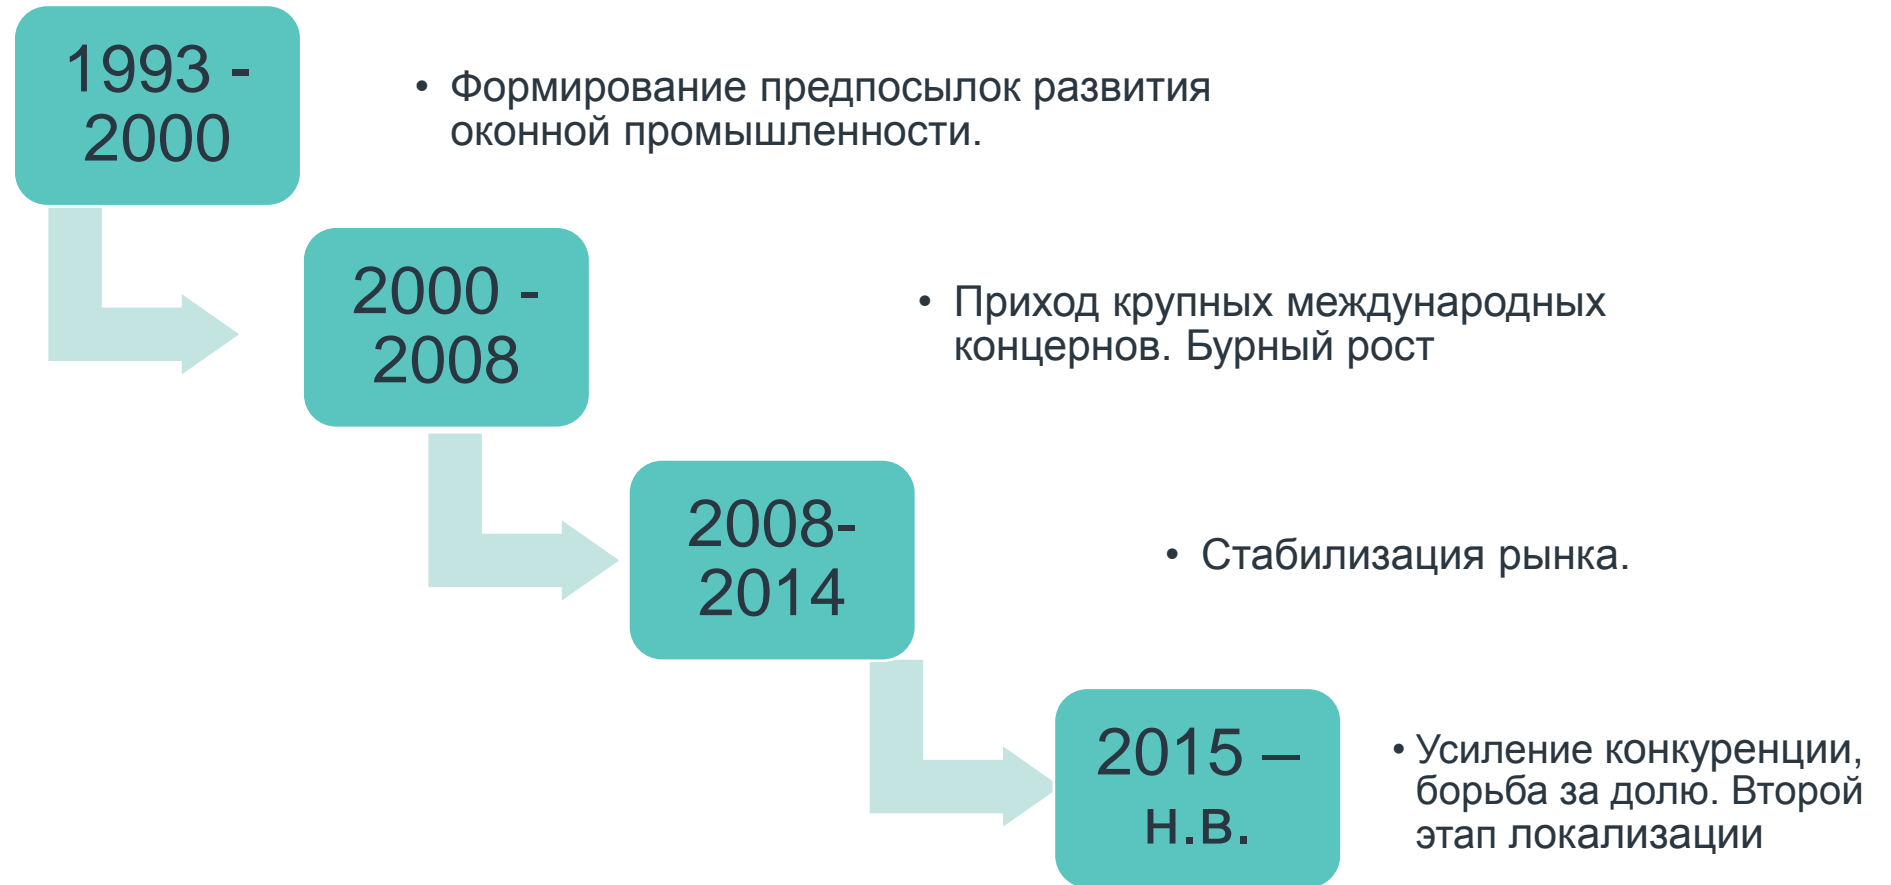 1993 -
2000
• Формирование предпосылок развития
оконной промышленности.
2000 -
2008
• Приход крупных международных
концернов. Бурный рост
2008-
2014
• Стабилизация рынка.
2015 –
н.в.
• Усиление конкуренции,
борьба за долю. Второй
этап локализации